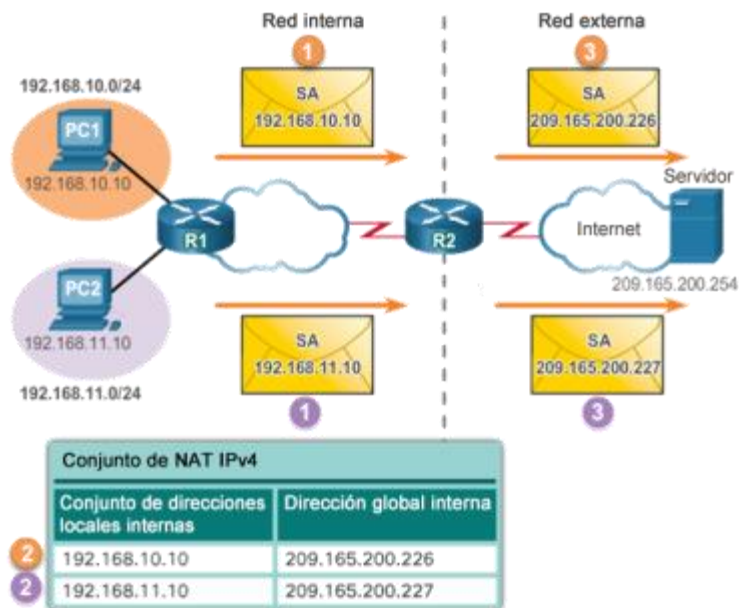 Red interna
Red externa
1
3
192.168.10.0/24
SA
192.168.10.10
SA
209.165.200.226
PC1
192.168.10.10
Servidor
R1
R2
Internet
PC2
192.168.11.10
209.165.200.254
SA
192.168.11.10
SA
209.165.200.227
192.168.11.0/24
1
3
Conjunto de NAT IPv4
Conjunto de direcciones
locales internas
Dirección global interna
2
192.168.10.10
209.165.200.226
2
192.168.11.10
209.165.200.227